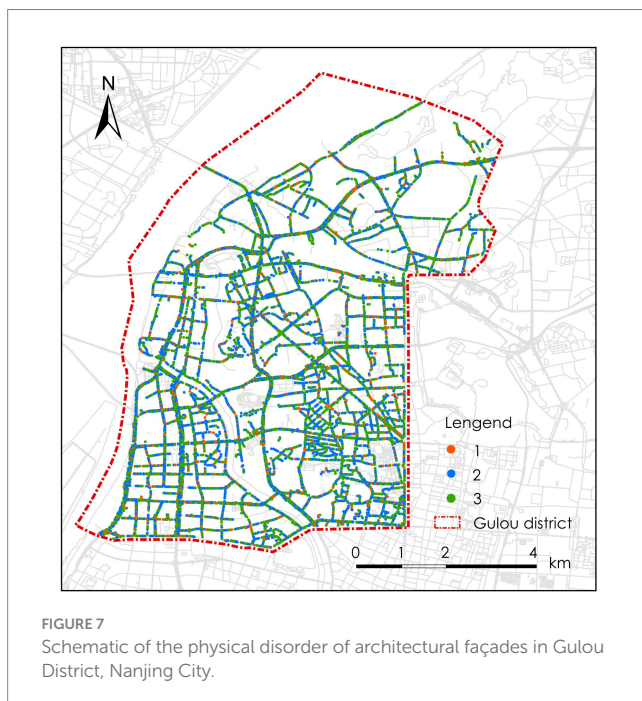 N
Lengend
1
2
3
Gulou district
0 1 2 4
km
FIGURE 7
Schematic of the physical disorder of architectural façades in Gulou
District, Nanjing City.